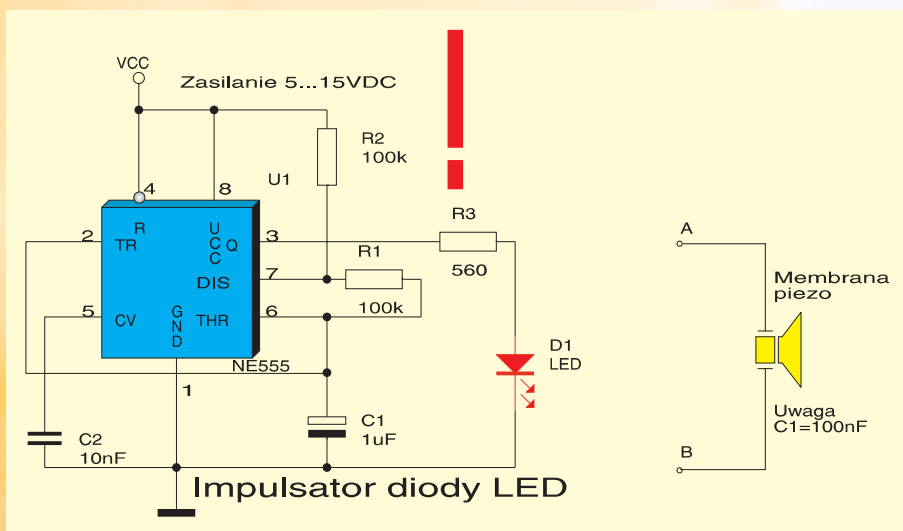 VCC
Zasilanie 5...15VDC
R2
100k
4
8
U1
R
U
C
C
Q
2
TR
3
R3
560
R1
100k
7
DIS
5
CV
G
N
D
THR
6
NE555
1
D1
LED
C1
1uF
C2
10nF
Impulsator diody LED
A
Membrana
piezo
Uwaga
C1=100nF
B